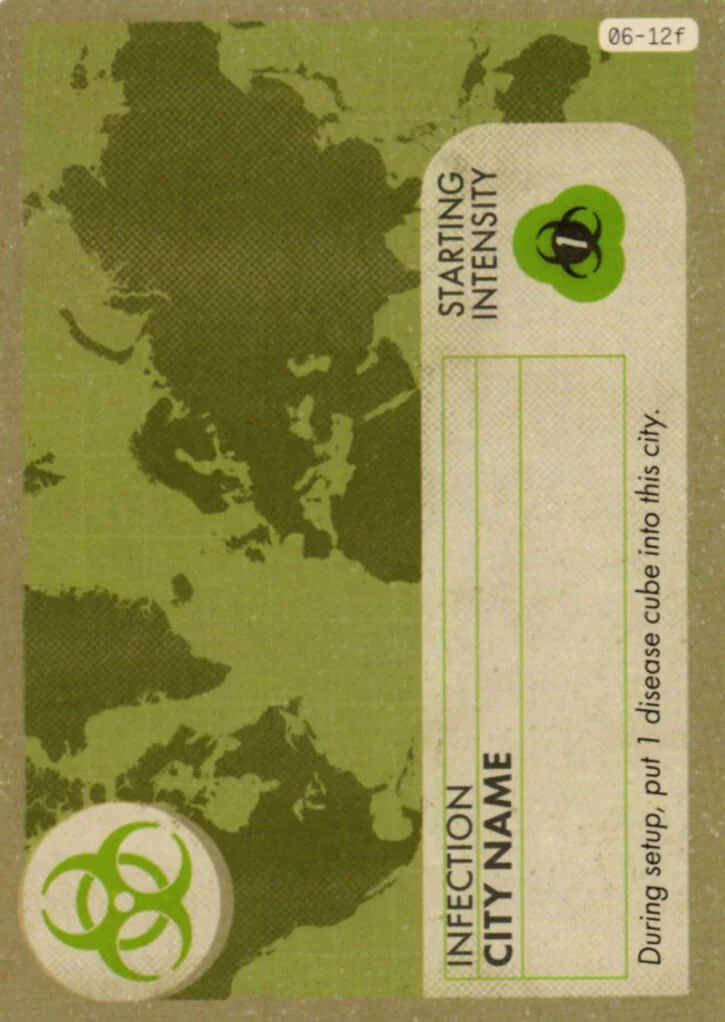 06-12f
INFECTION
CITY NAME
STARTING
INTENSITY
1
During setup, put 1 disease cube into this city.